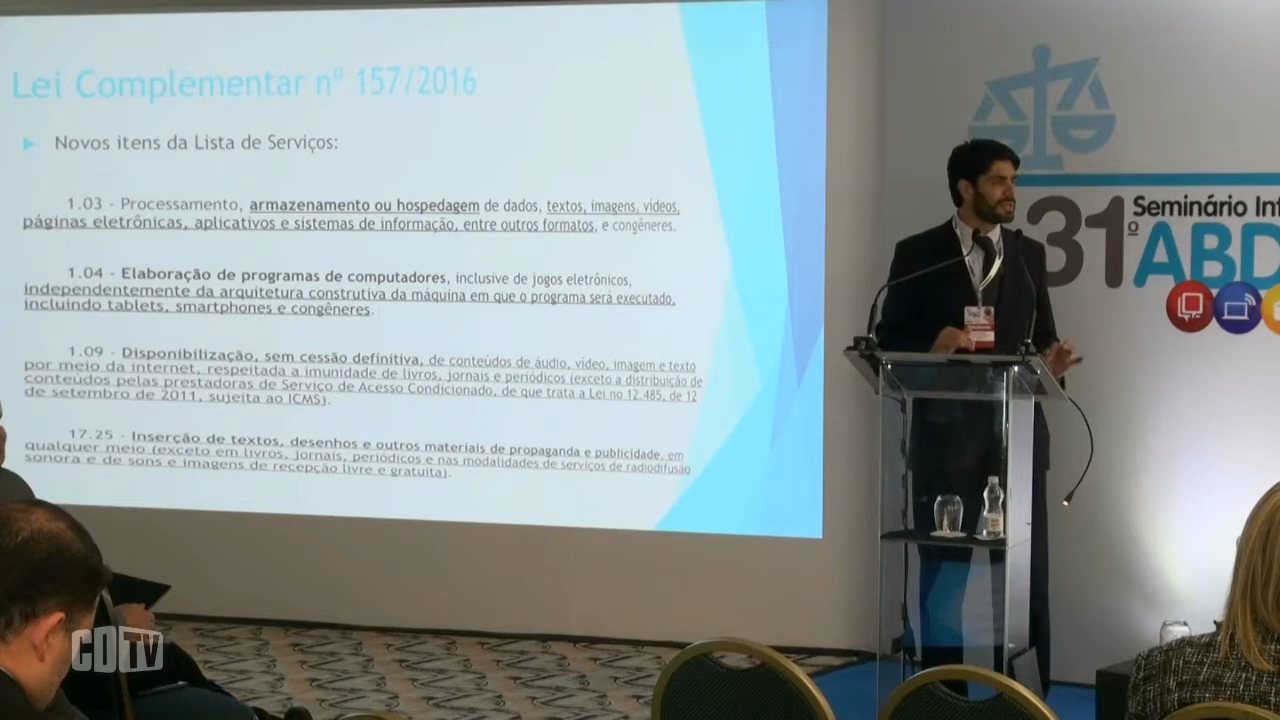 Lei Complementar nº 157/2016
Novos itens da Lista de Serviços:
1.03 - Processamento, armazenamento ou hospedagem de dados, textos, imagens, vídeos,
páginas eletrônicas, aplicativos e sistemas de informação, entre outros formatos, e congêneres.
1.04 - Elaboração de programas de computadores, inclusive de jogos eletrônicos,
independentemente da arquitetura construtiva da máquina em que o programa será executado,
incluindo tablets, smartphones e congêneres.
1.09 - Disponibilização, sem cessão definitiva, de conteúdos de áudio, vídeo, imagem e texto
por meio da internet, respeitada a imunidade de livros, jornais e periódicos (exceto a distribuição de
conteúdos pelas prestadoras de Serviço de Acesso Condicionado, de que trata a Lei no 12.485, de 12
de setembro de 2011, sujeita ao ICMS).
17.25 - Inserção de textos, desenhos e outros materiais de propaganda e publicidade, em
qualquer meio (exceto em livros, jornais, periódicos e nas modalidades de serviços de radiodifusão
sonora e de sons e imagens de recepção livre e gratuita).
31º
Seminário Int
ABD
CDTV